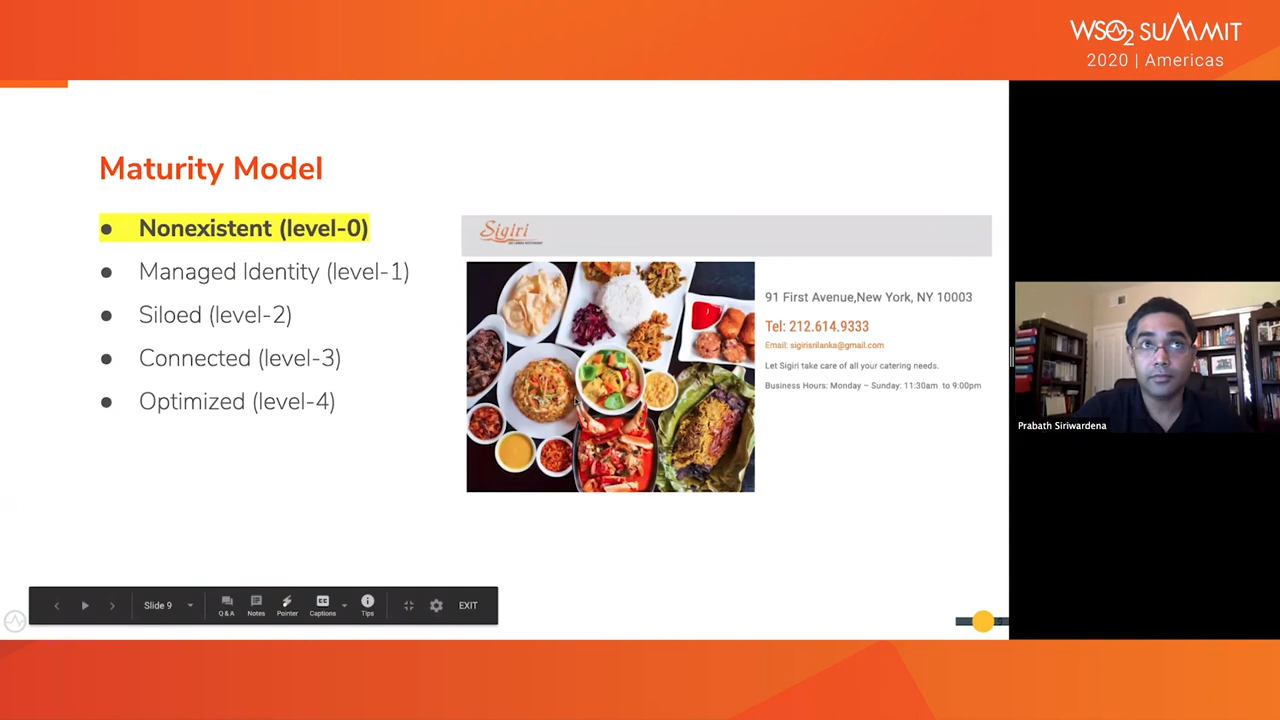 WSO2 SUMMIT
2020 | Americas
Maturity Model
● Nonexistent (level-0)
● Managed Identity (level-1)
● Siloed (level-2)
● Connected (level-3)
● Optimized (level-4)
Sigiri
91 First Avenue,New York, NY 10003
Tel: 212.614.9333
Email: sigirisrilanka@gmail.com
Let Sigiri take care of all your catering needs.
Business Hours: Monday – Sunday: 11:30am to 9:00pm
Prabath Siriwardena
Slide 9
Q & A
Notes
Pointer
CC
Captions
Tips
EXIT